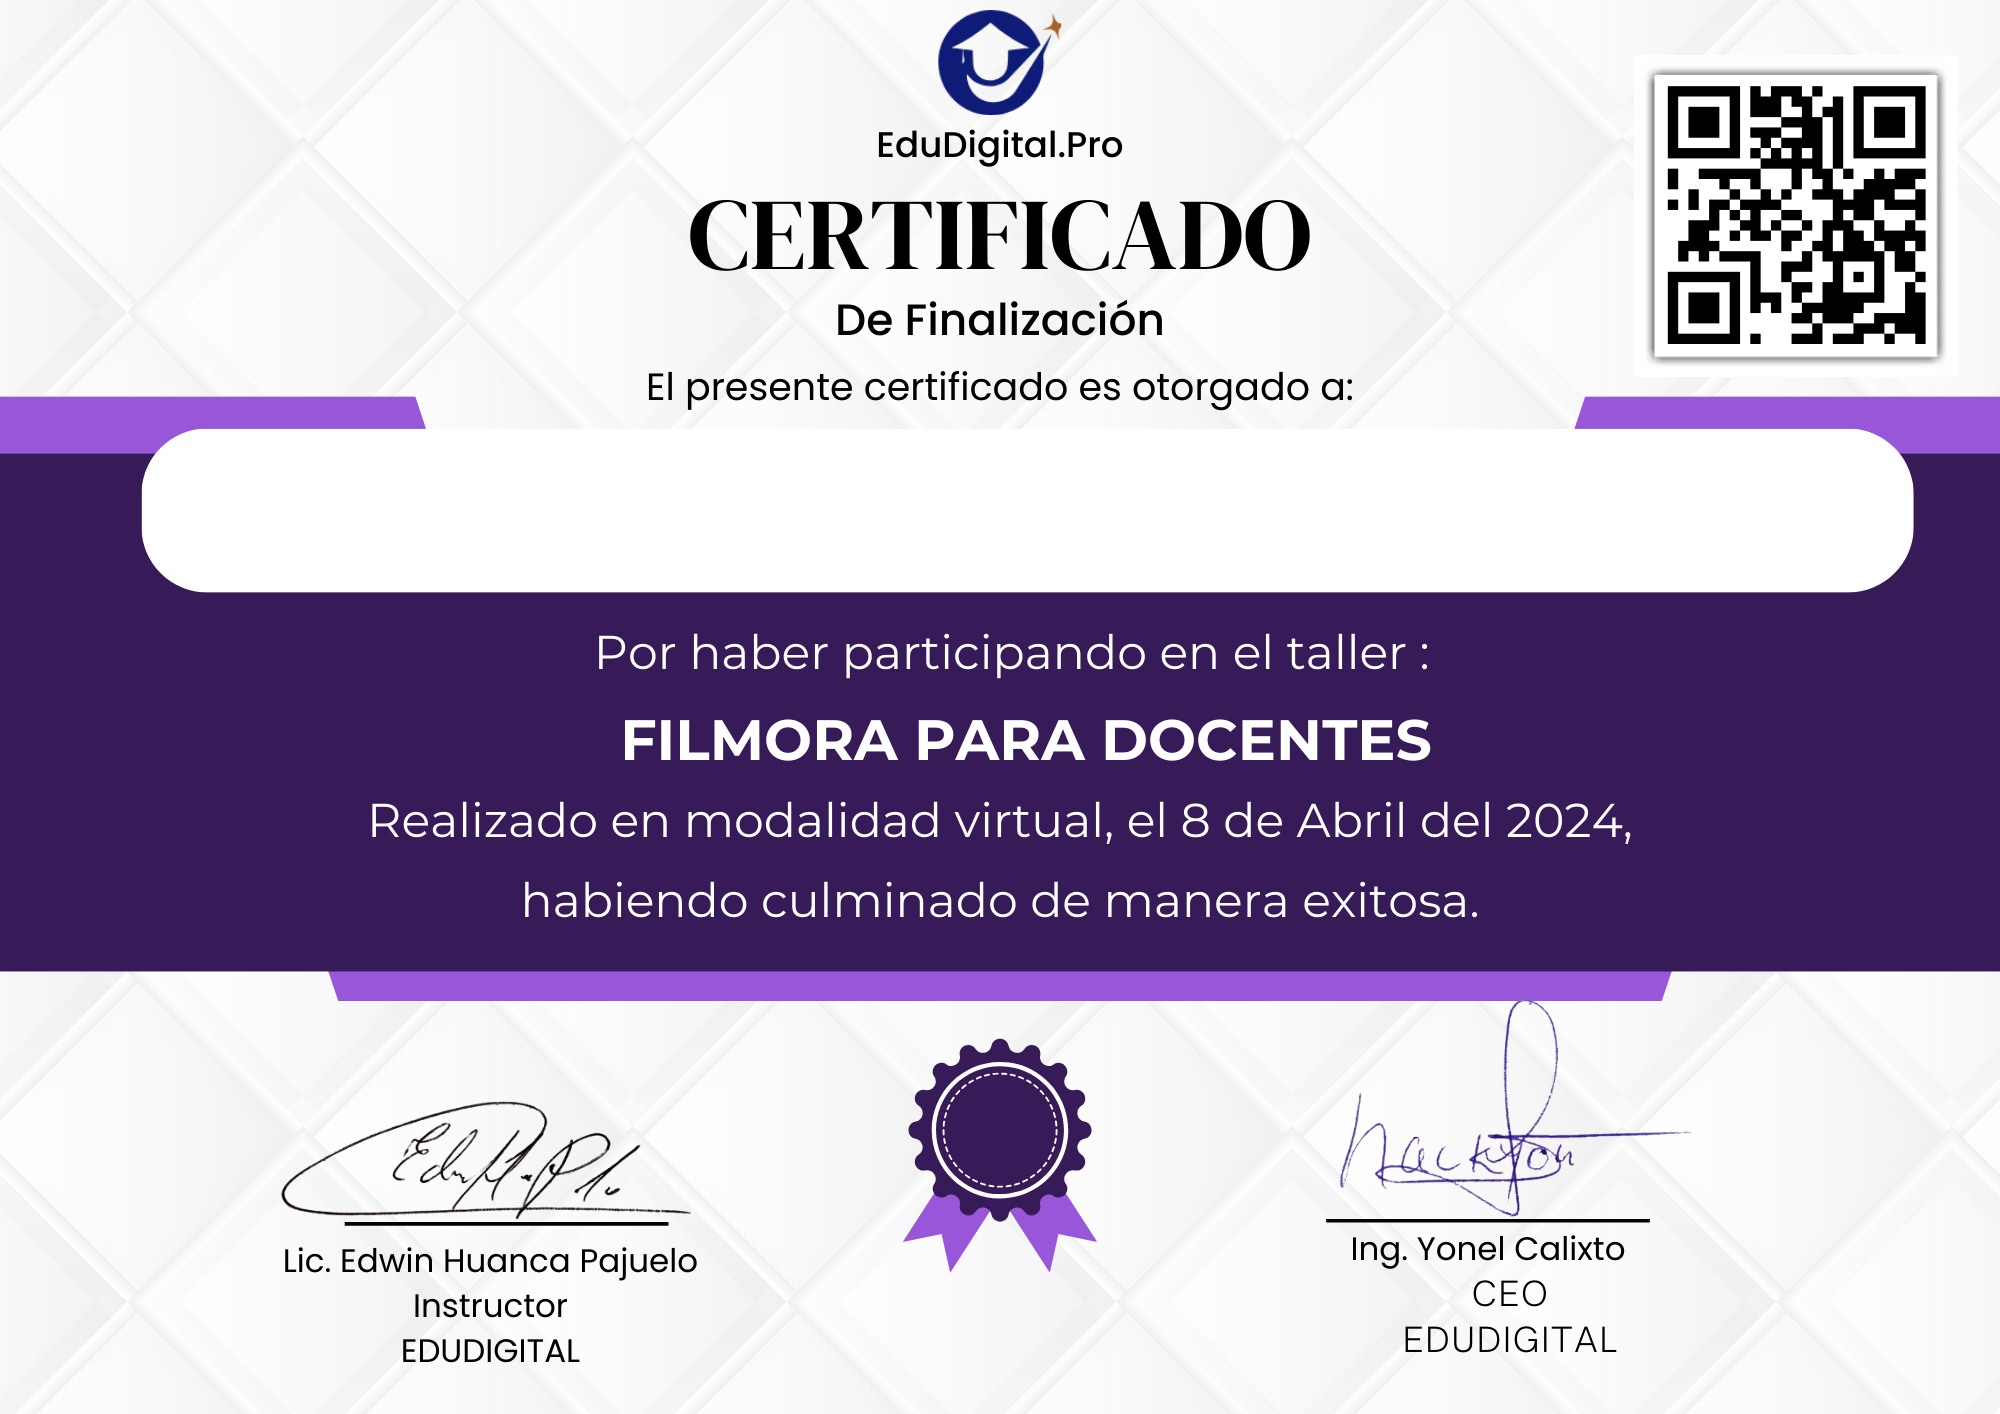 EduDigital.Pro
CERTIFICADO
De Finalización
El presente certificado es otorgado a:
Por haber participando en el taller :
FILMORA PARA DOCENTES
Realizado en modalidad virtual, el 8 de Abril del 2024,
habiendo culminado de manera exitosa.
Lic. Edwin Huanca Pajuelo
Instructor
EDUDIGITAL
Ing. Yonel Calixto
CEO
EDUDIGITAL